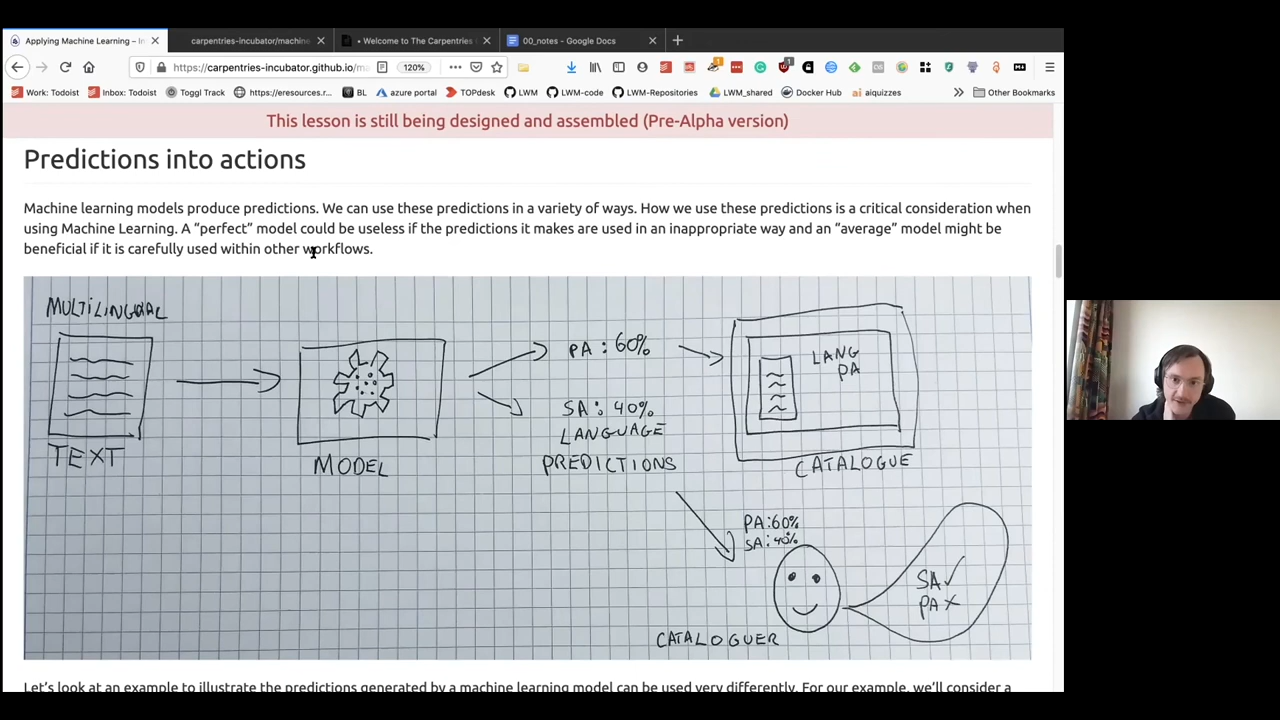 Applying Machine Learning – In
carpentries-incubator/machine
• Welcome to The Carpentries
00_notes - Google Docs
https://carpentries-incubator.github.io/ma
120%
Work: Todoist
Inbox: Todoist
Toggl Track
https://eresources.r...
BL
azure portal
TOPdesk
LWM
LWM-code
LWM-Repositories
LWM_shared
Docker Hub
aiquizzes
Other Bookmarks
This lesson is still being designed and assembled (Pre-Alpha version)
Predictions into actions
Machine learning models produce predictions. We can use these predictions in a variety of ways. How we use these predictions is a critical consideration when
using Machine Learning. A “perfect” model could be useless if the predictions it makes are used in an inappropriate way and an “average” model might be
beneficial if it is carefully used within other workflows.
MULTILINGUAL
TEXT
MODEL
PA : 60%
SA : 40%
LANGUAGE
PREDICTIONS
LANG
PA
CATALOGUE
PA:60%
SA:40%
CATALOGUER
SA ✓
PA ×
Let’s look at an example to illustrate the predictions generated by a machine learning model can be used very differently. For our example, we’ll consider a